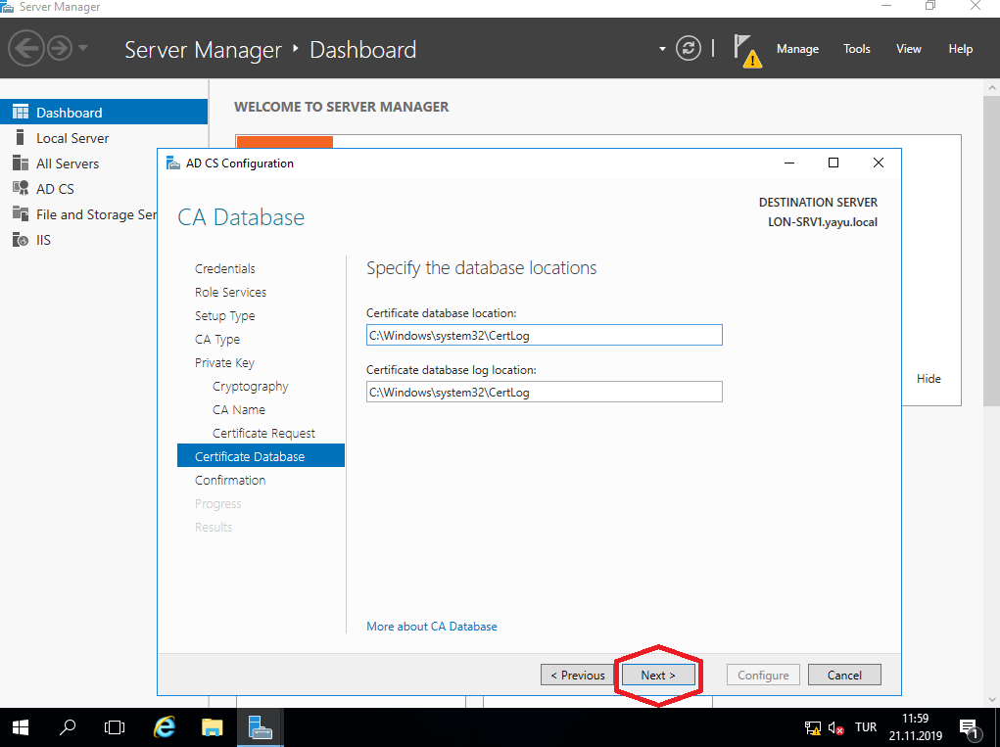 Server Manager
Server Manager ‣ Dashboard
Manage Tools View Help
Dashboard
Local Server
All Servers
AD CS
File and Storage Ser
IIS
WELCOME TO SERVER MANAGER
Hide
AD CS Configuration
CA Database
DESTINATION SERVER
LON-SRV1.yayu.local
Credentials
Role Services
Setup Type
CA Type
Private Key
Cryptography
CA Name
Certificate Request
Certificate Database
Confirmation
Progress
Results
Specify the database locations
Certificate database location:
C:\Windows\system32\CertLog
Certificate database log location:
C:\Windows\system32\CertLog
More about CA Database
< Previous Next > Configure Cancel
TUR
11:59
21.11.2019
1